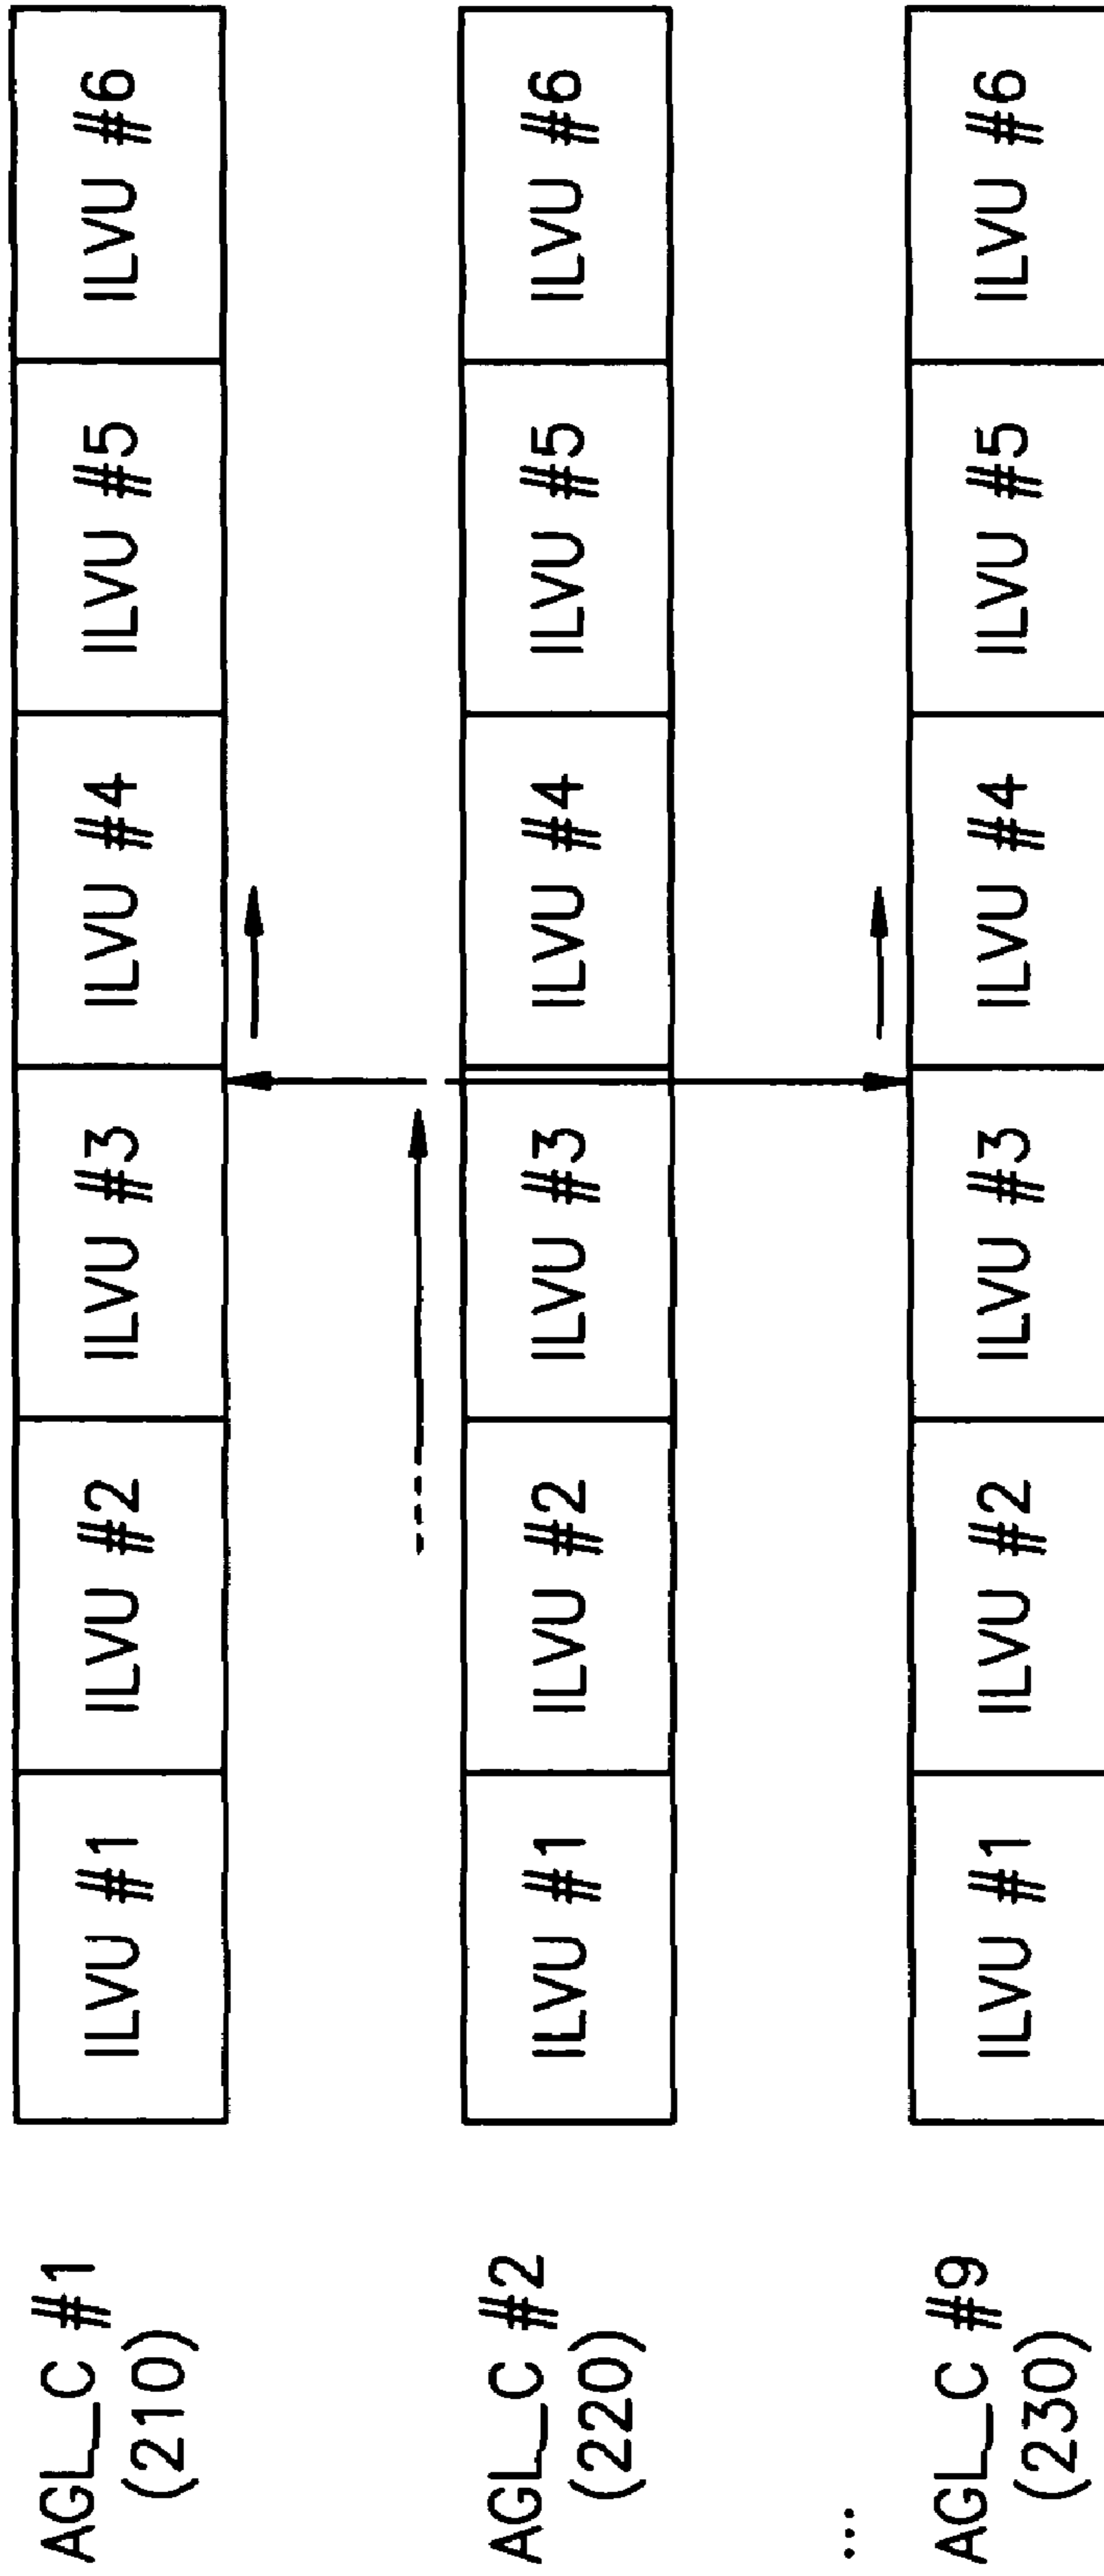 AGL_C #1
(210)
ILVU #1
ILVU #2
ILVU #3
ILVU #4
ILVU #5
ILVU #6
AGL_C #2
(220)
ILVU #1
ILVU #2
ILVU #3
ILVU #4
ILVU #5
ILVU #6
...
AGL_C #9
(230)
ILVU #1
ILVU #2
ILVU #3
ILVU #4
ILVU #5
ILVU #6